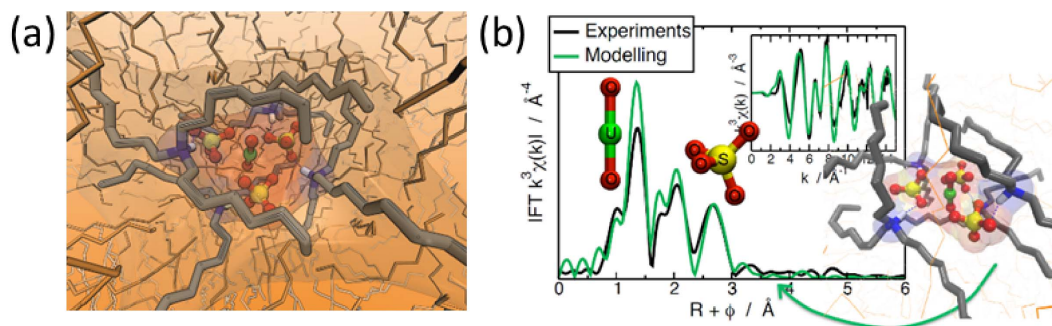 (a)
(b)
Experiments
Modelling
|FT k³χ(k)| / Å⁻⁴
k³χ(k) / Å⁻³
O
U
O
O
O
S
O
O
0 2 4 6 8 10 12
k / Å⁻¹
0 1 2 3 4 5 6
R + ϕ / Å